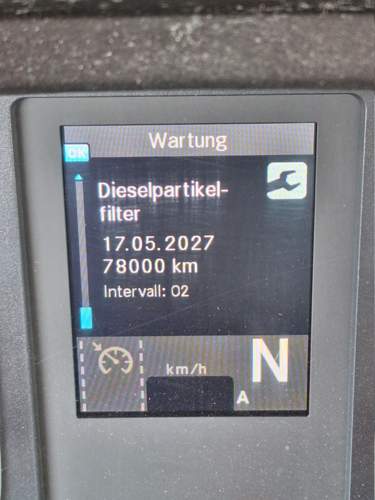 Wartung
OK
Dieselpartikel-
filter
17.05.2027
78000 km
Intervall: 02
km/h
N
A